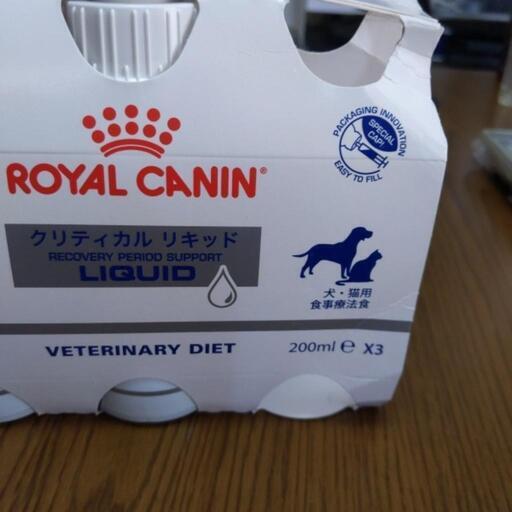 PACKAGING INNOVATION
SPECIAL
CAP!
EASY TO FILL
ROYAL CANIN®
クリティカル リキッド
RECOVERY PERIOD SUPPORT
LIQUID
犬・猫用
食事療法食
VETERINARY DIET
200ml ℮ X3